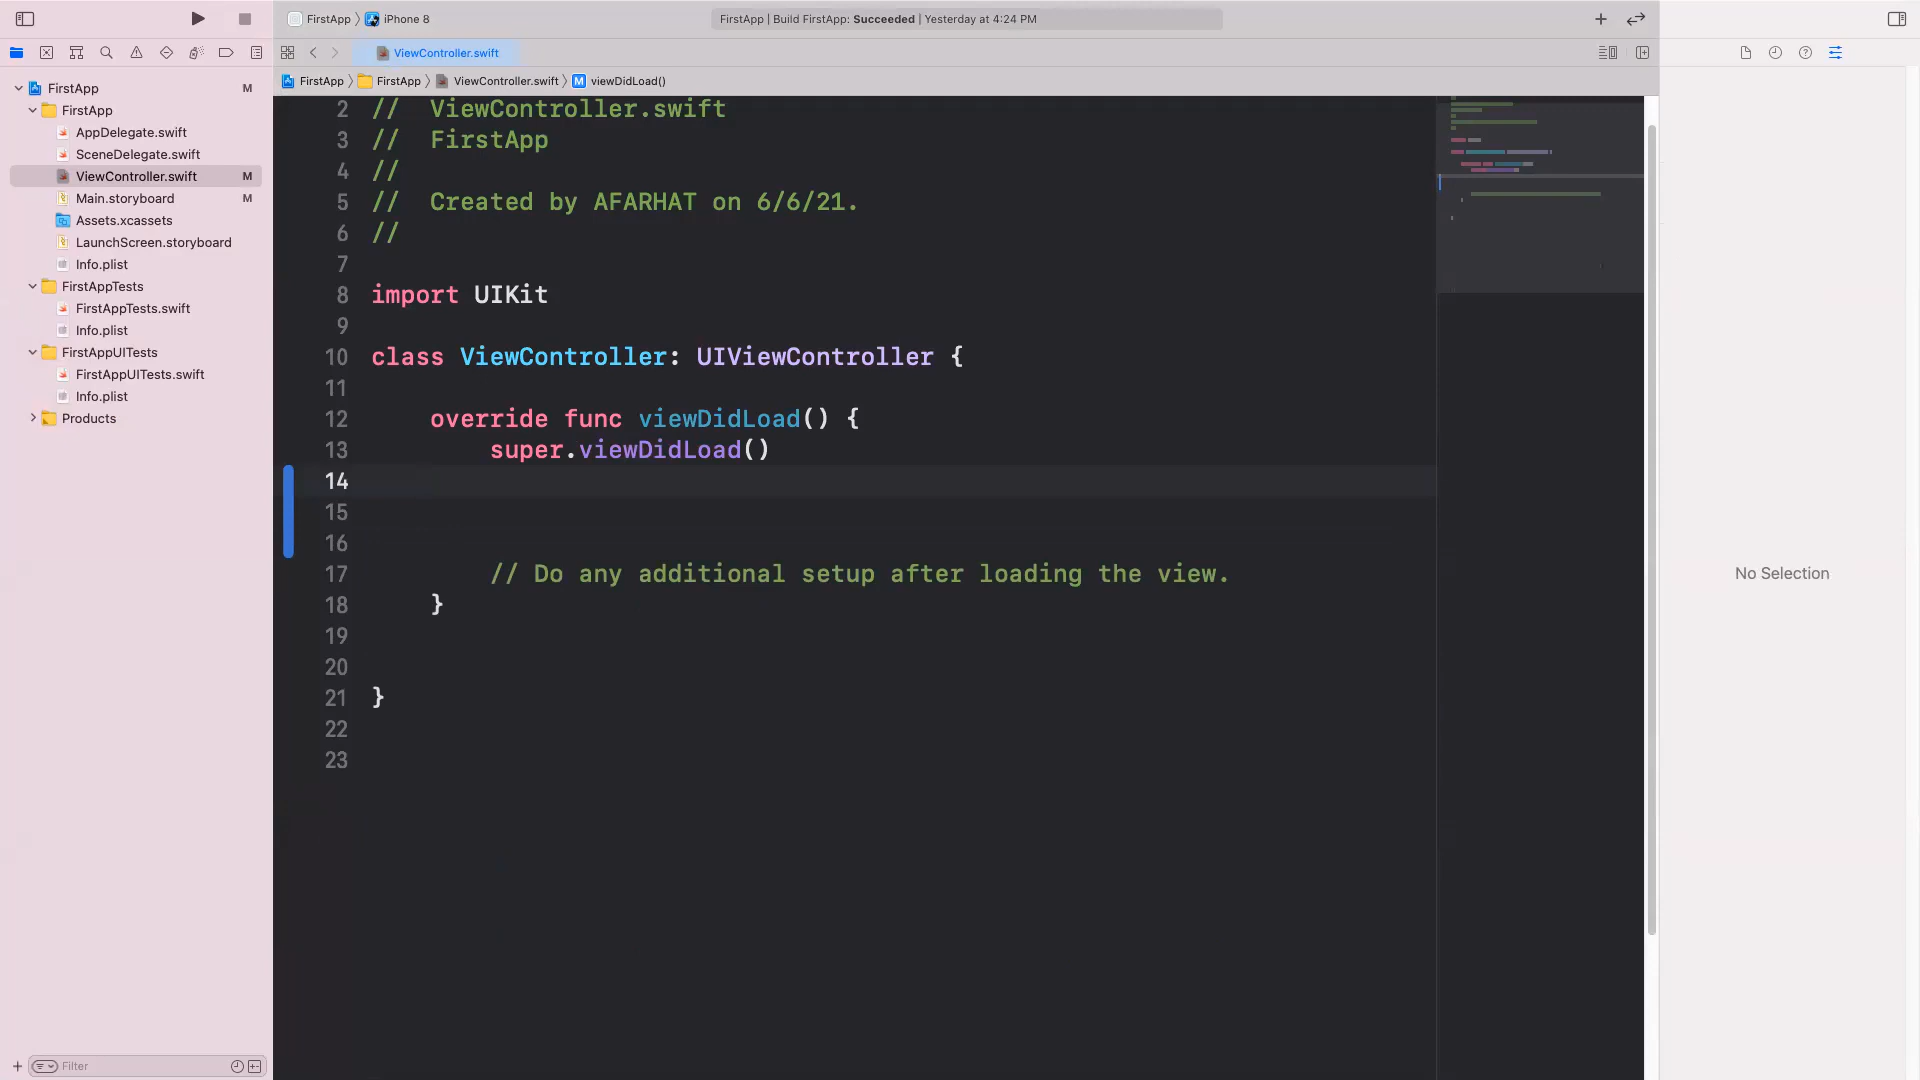 FirstApp
iPhone 8
FirstApp | Build FirstApp: Succeeded | Yesterday at 4:24 PM
ViewController.swift
FirstApp
FirstApp
ViewController.swift
M
viewDidLoad()
FirstApp M
FirstApp
AppDelegate.swift
SceneDelegate.swift
ViewController.swift M
Main.storyboard M
Assets.xcassets
LaunchScreen.storyboard
Info.plist
FirstAppTests
FirstAppTests.swift
Info.plist
FirstAppUITests
FirstAppUITests.swift
Info.plist
Products
Filter
2 //  ViewController.swift
3 //  FirstApp
4 //
5 //  Created by AFARHAT on 6/6/21.
6 //
7
8 import UIKit
9
10 class ViewController: UIViewController {
11
12     override func viewDidLoad() {
13         super.viewDidLoad()
14
15
16
17         // Do any additional setup after loading the view.
18     }
19
20
21 }
22
23
No Selection